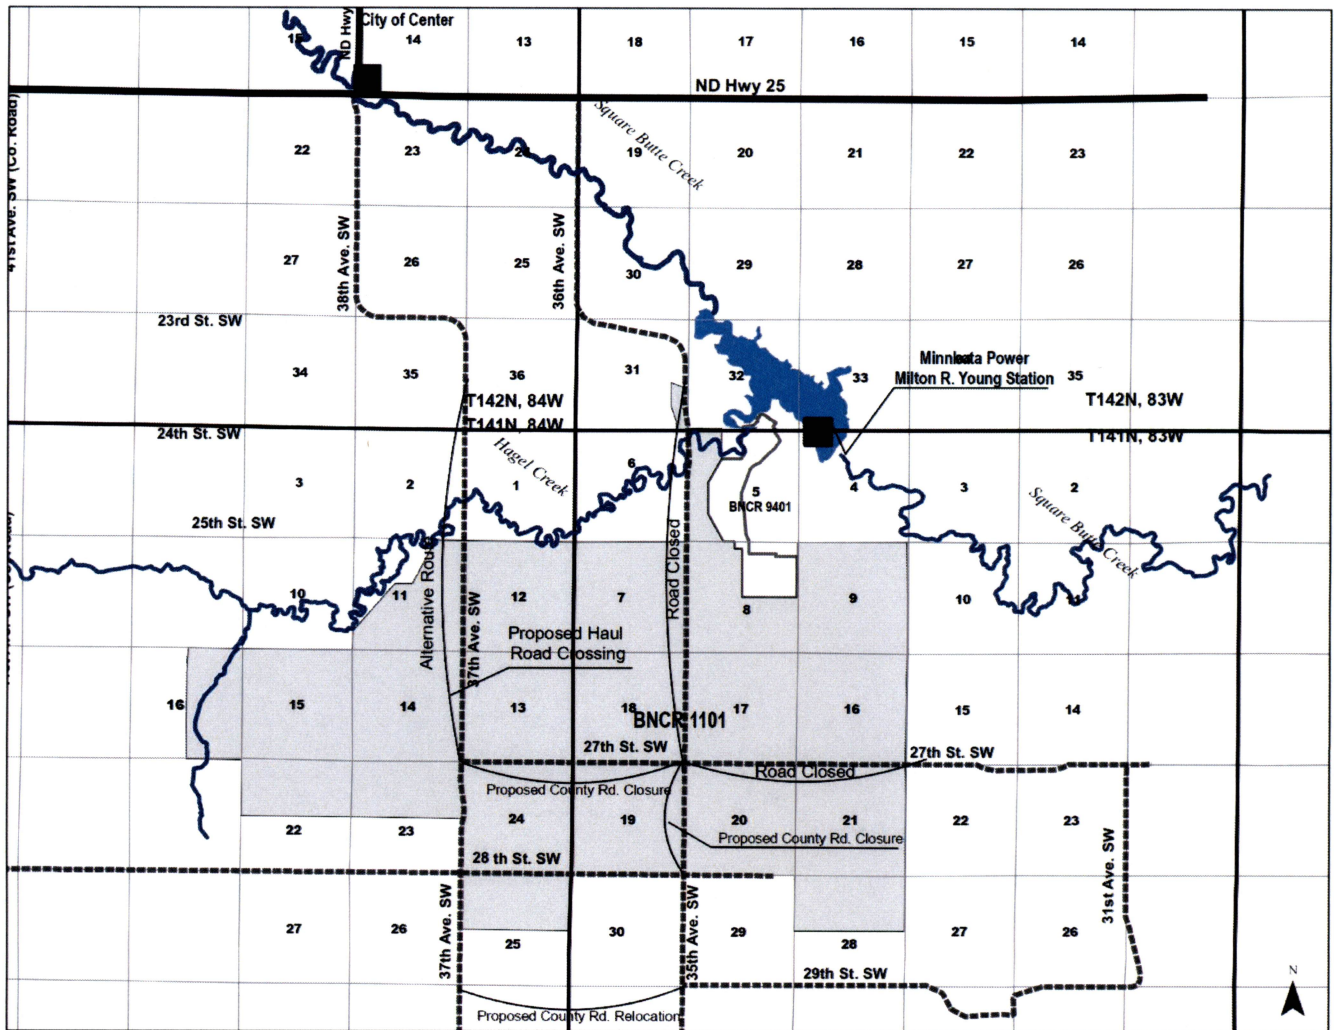 City of Center
ND Hwy
15 14 13 18 17 16 15 14
ND Hwy 25
41st Ave. SW (Co. Road)
Square Butte Creek
22 23 24 19 20 21 22 23
38th Ave. SW
36th Ave. SW
27 26 25 30 29 28 27 26
23rd St. SW
34 35 36 31 32 33 35
Minnkota Power
Milton R. Young Station
T142N, 84W
T142N, 83W
24th St. SW
T141N, 84W
T141N, 83W
Hagel Creek
3 2 1 6 5 4 3 2
BNCR 9401
25th St. SW
Square Butte Creek
Alternative Route
37th Ave. SW
Road Closed
10 11 12 7 8 9 10 11
Proposed Haul
Road Crossing
16 15 14 13 18 17 16 15 14
BNCR 1101
27th St. SW
27th St. SW
Road Closed
Proposed County Rd. Closure
22 23 24 19 20 21 22 23
Proposed County Rd. Closure
28 th St. SW
31st Ave. SW
37th Ave. SW
35th Ave. SW
27 26 25 30 29 28 27 26
29th St. SW
N
Proposed County Rd. Relocation